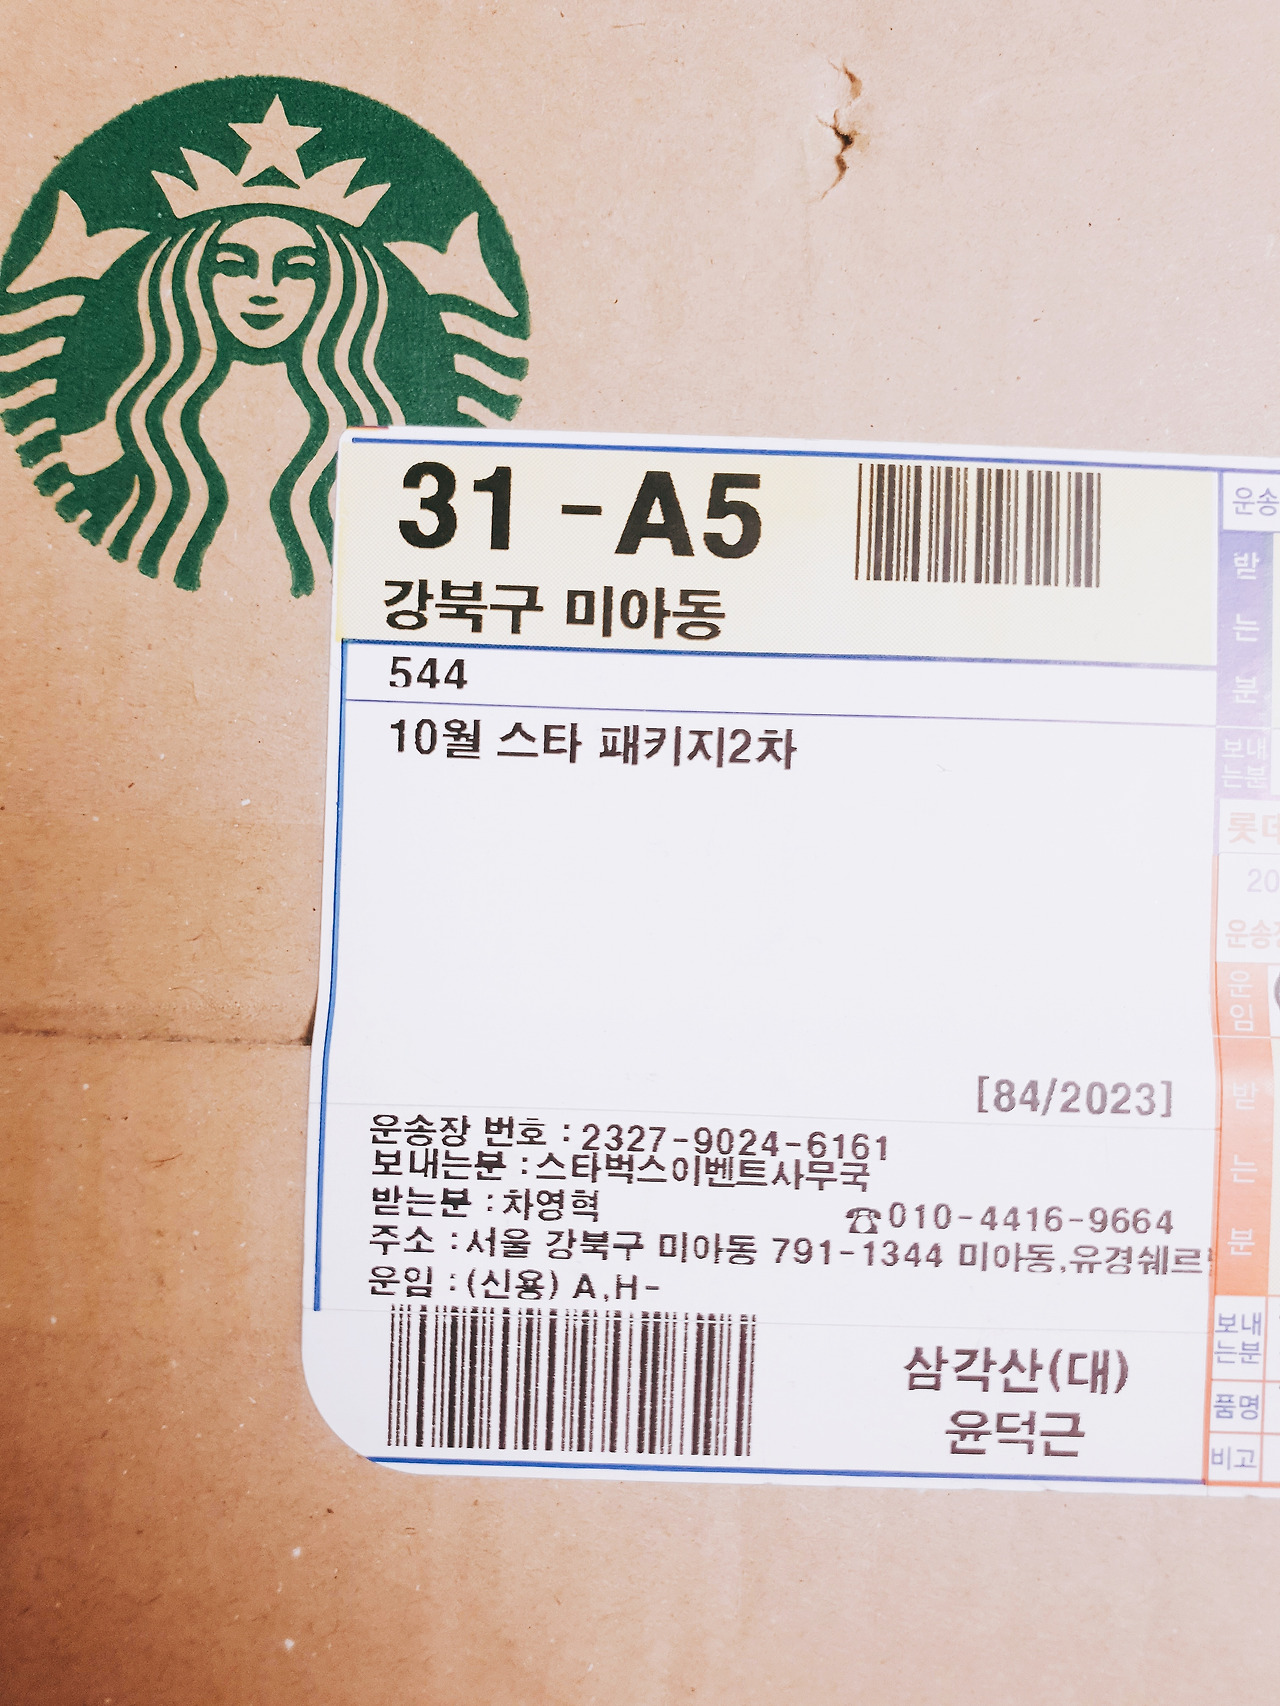 31 - A5
강북구 미아동
544
10월 스타 패키지2차
[84/2023]
운송장 번호 : 2327-9024-6161
보내는분 : 스타벅스이벤트사무국
받는분 : 차영혁
☎010-4416-9664
주소 : 서울 강북구 미아동 791-1344 미아동,유경쉐르
운임 : (신용) A,H-
삼각산(대)
윤덕근
운송
받
는
분
보내
는분
롯데
20
운송장
운
임
받
는
분
보내
는분
품명
비고